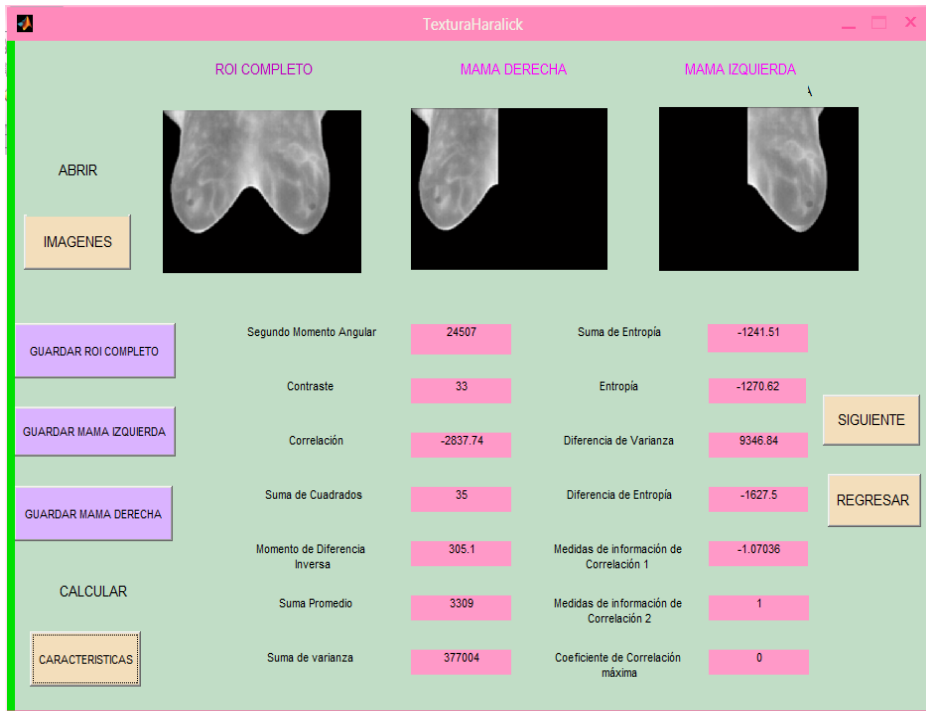 TexturaHaralick
ROI COMPLETO
MAMA DERECHA
MAMA IZQUIERDA
ABRIR
IMAGENES
GUARDAR ROI COMPLETO
GUARDAR MAMA IZQUIERDA
GUARDAR MAMA DERECHA
CALCULAR
CARACTERISTICAS
Segundo Momento Angular
24507
Contraste
33
Correlación
-2837.74
Suma de Cuadrados
35
Momento de Diferencia
Inversa
305.1
Suma Promedio
3309
Suma de varianza
377004
Suma de Entropía
-1241.51
Entropía
-1270.62
Diferencia de Varianza
9346.84
Diferencia de Entropía
-1627.5
Medidas de información de
Correlación 1
-1.07036
Medidas de información de
Correlación 2
1
Coeficiente de Correlación
máxima
0
SIGUIENTE
REGRESAR